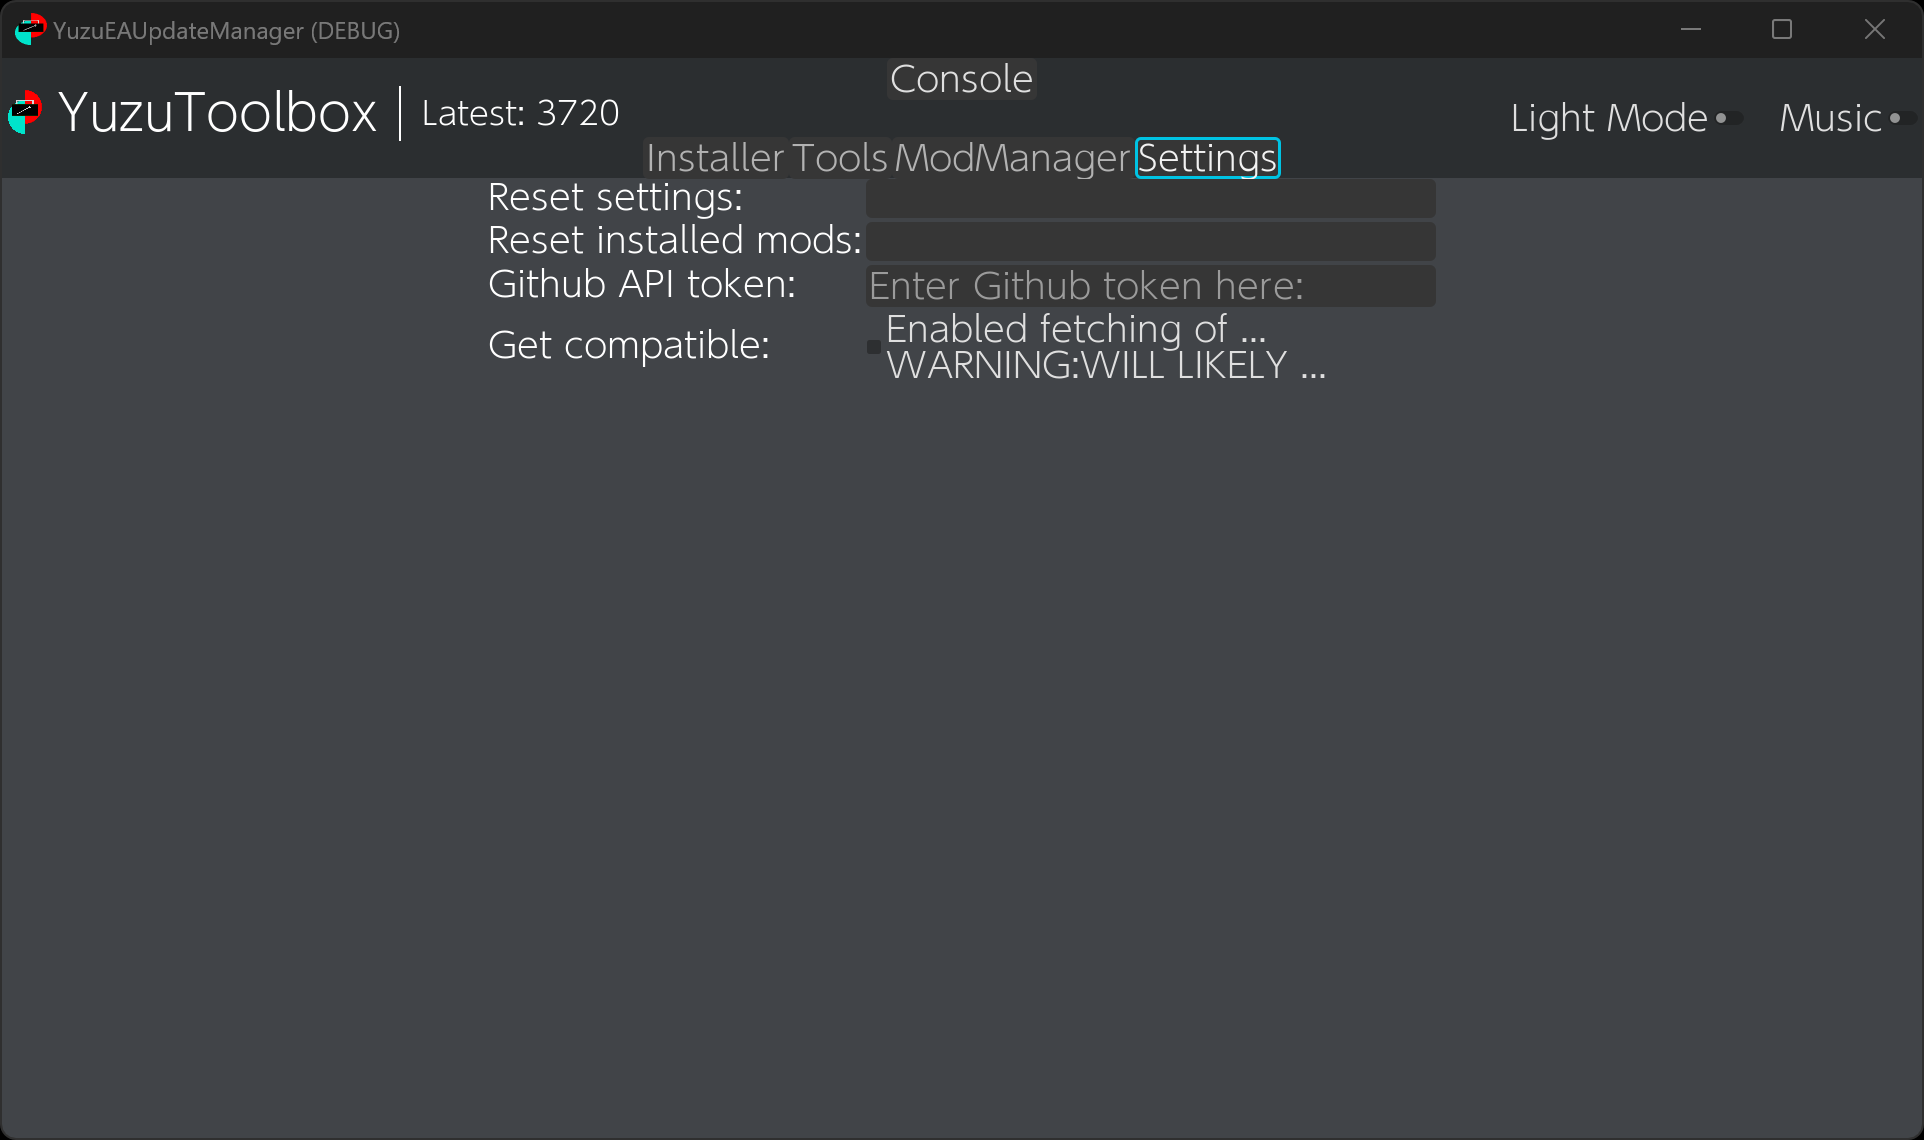 YuzuEAUpdateManager (DEBUG)
Console
YuzuToolbox
Latest: 3720
Light Mode
Music
Installer Tools ModManager Settings
Reset settings:
Reset installed mods:
Github API token: Enter Github token here:
Get compatible:
Enabled fetching of ...
WARNING:WILL LIKELY ...